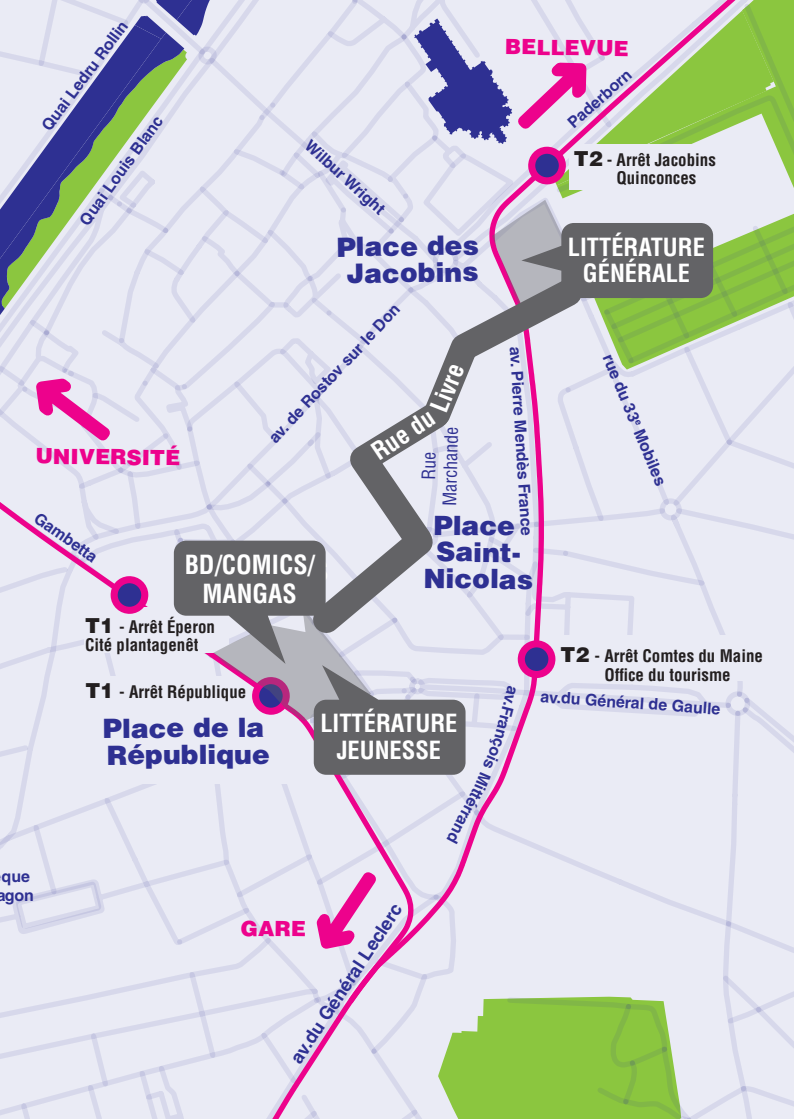 Quai Ledru Rollin
Quai Louis Blanc
BELLEVUE
Paderborn
Wilbur Wright
T2 - Arrêt Jacobins
Quinconces
Place des
Jacobins
LITTÉRATURE
GÉNÉRALE
av. de Rostov sur le Don
av. Pierre Mendès France
rue du 33e Mobiles
Rue du Livre
Rue
Marchande
UNIVERSITÉ
Gambetta
Place
Saint-
Nicolas
BD/COMICS/
MANGAS
T1 - Arrêt Éperon
Cité plantagenêt
T2 - Arrêt Comtes du Maine
Office du tourisme
T1 - Arrêt République
av.du Général de Gaulle
Place de la
République
LITTÉRATURE
JEUNESSE
av.François Mittérrand
que
agon
GARE
av.du Général Leclerc